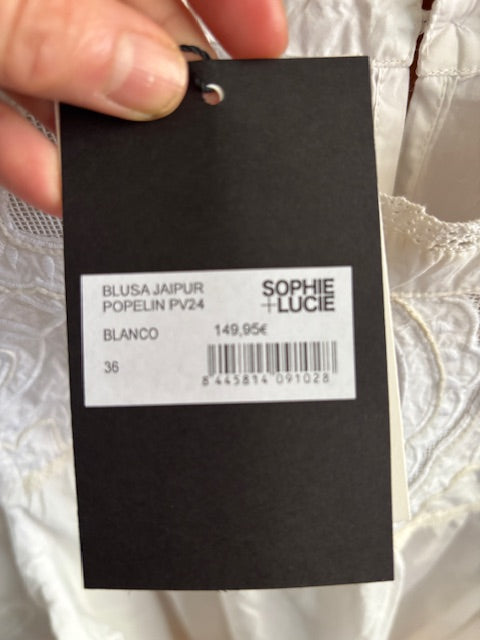 BLUSA JAIPUR
POPELIN PV24
SOPHIE
+LUCIE
BLANCO
149,95€
36
8 445814 091028